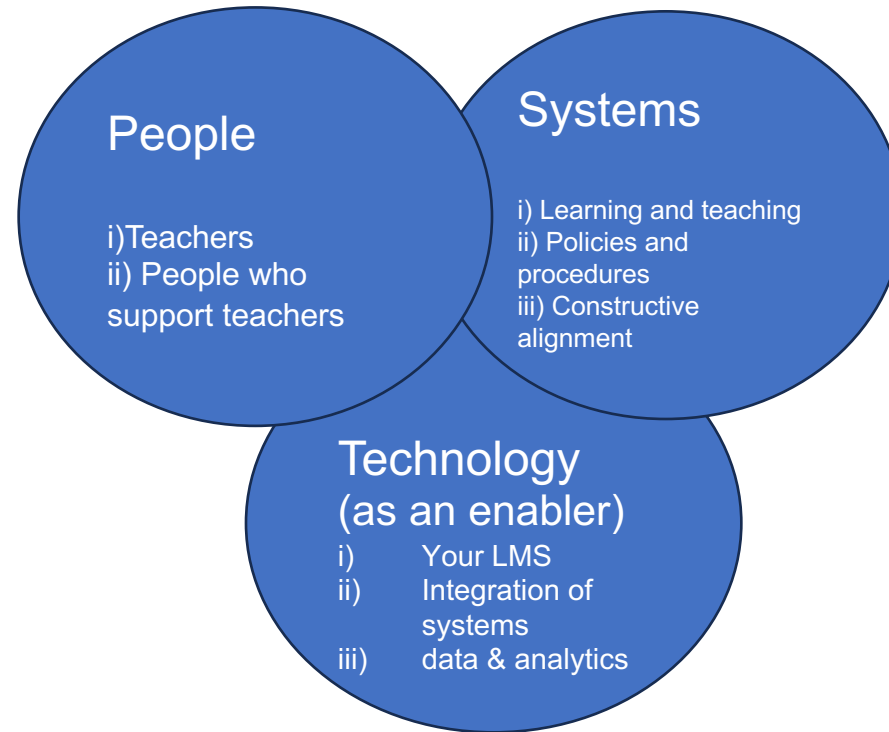 People
i)Teachers
ii) People who
support teachers
Systems
i) Learning and teaching
ii) Policies and
procedures
iii) Constructive
alignment
Technology
(as an enabler)
i) Your LMS
ii) Integration of
systems
iii) data & analytics